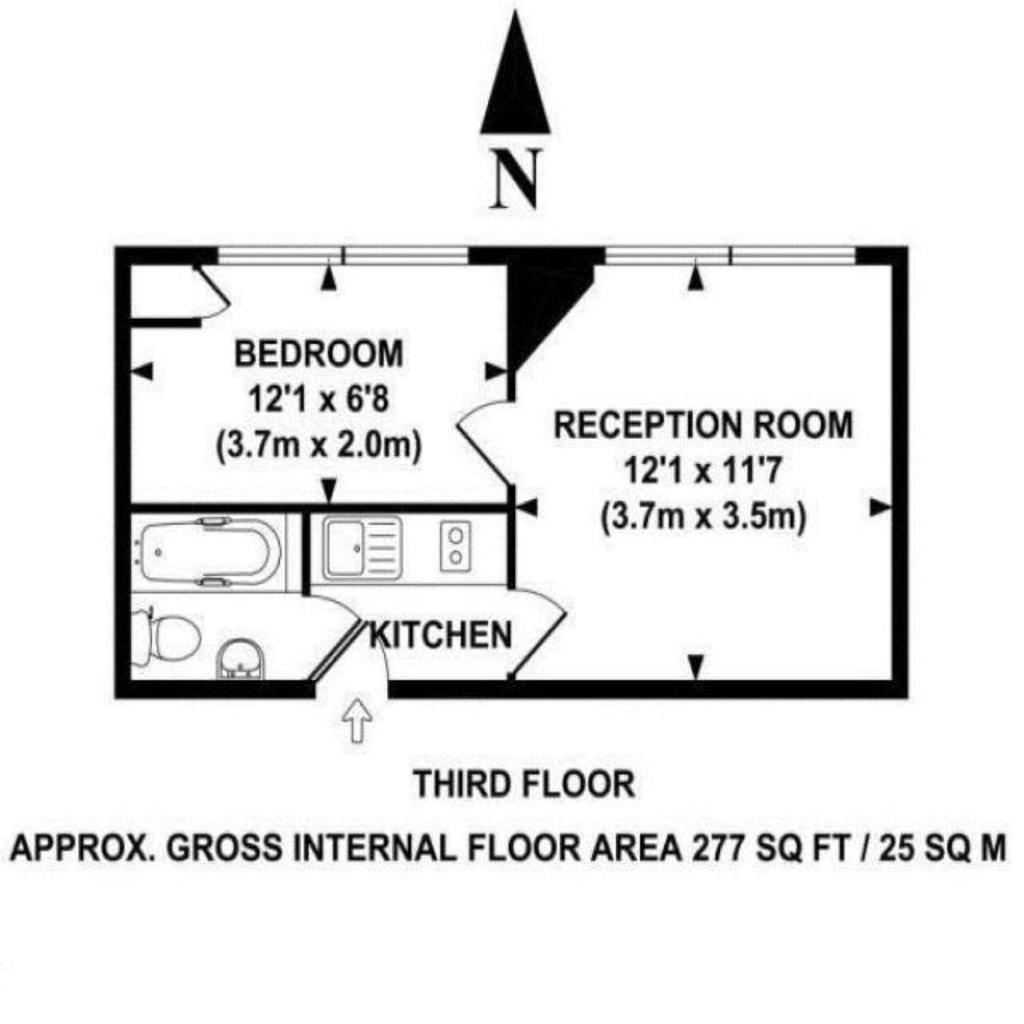 N
BEDROOM
12'1 x 6'8
(3.7m x 2.0m)
RECEPTION ROOM
12'1 x 11'7
(3.7m x 3.5m)
KITCHEN
THIRD FLOOR
APPROX. GROSS INTERNAL FLOOR AREA 277 SQ FT / 25 SQ M